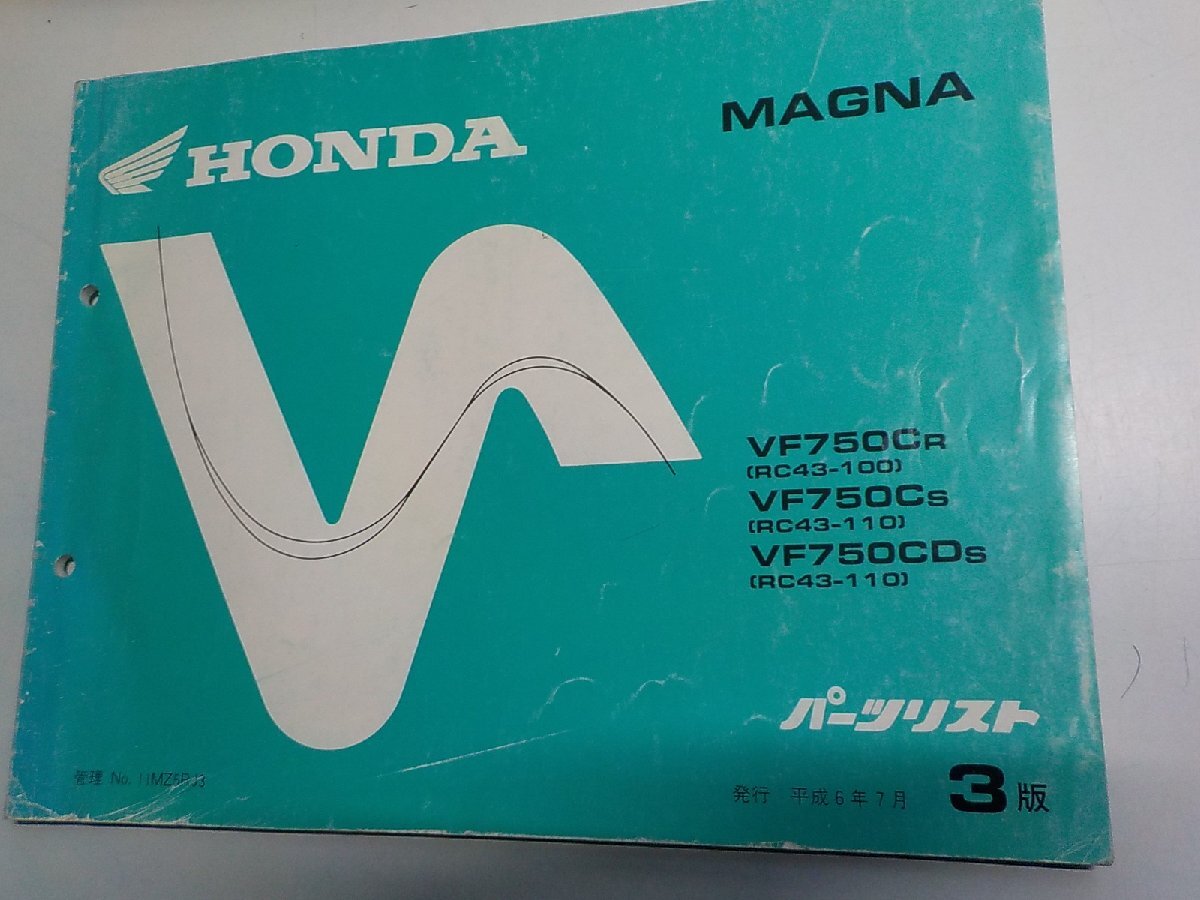 HONDA
MAGNA
VF750CR
(RC43-100)
VF750CS
(RC43-110)
VF750CDS
(RC43-110)
パーツリスト
管理 No. 11MZ5RJ3
発行 平成6年7月 3版